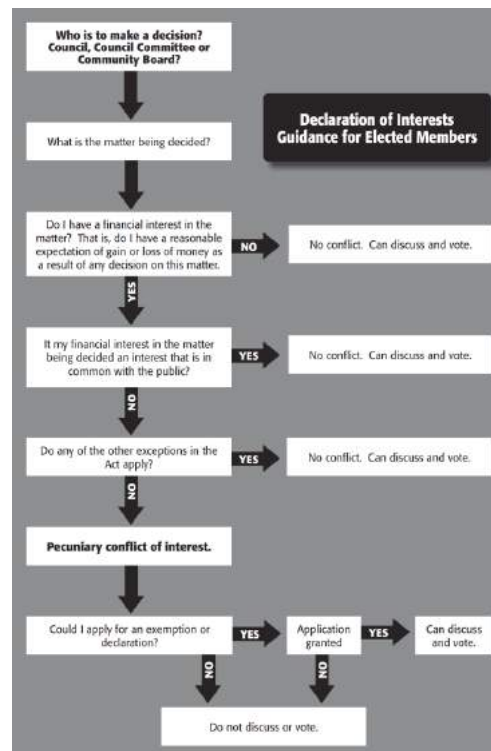 Who is to make a decision?
Council, Council Committee or
Community Board?
Declaration of Interests
Guidance for Elected Members
What is the matter being decided?
Do I have a financial interest in the
matter? That is, do I have a reasonable
expectation of gain or loss of money as
a result of any decision on this matter.
NO
No conflict. Can discuss and vote.
YES
It my financial interest in the matter
being decided an interest that is in
common with the public?
YES
No conflict. Can discuss and vote.
NO
Do any of the other exceptions in the
Act apply?
YES
No conflict. Can discuss and vote.
NO
Pecuniary conflict of interest.
Could I apply for an exemption or
declaration?
YES
Application
granted
YES
Can discuss
and vote.
NO
NO
Do not discuss or vote.